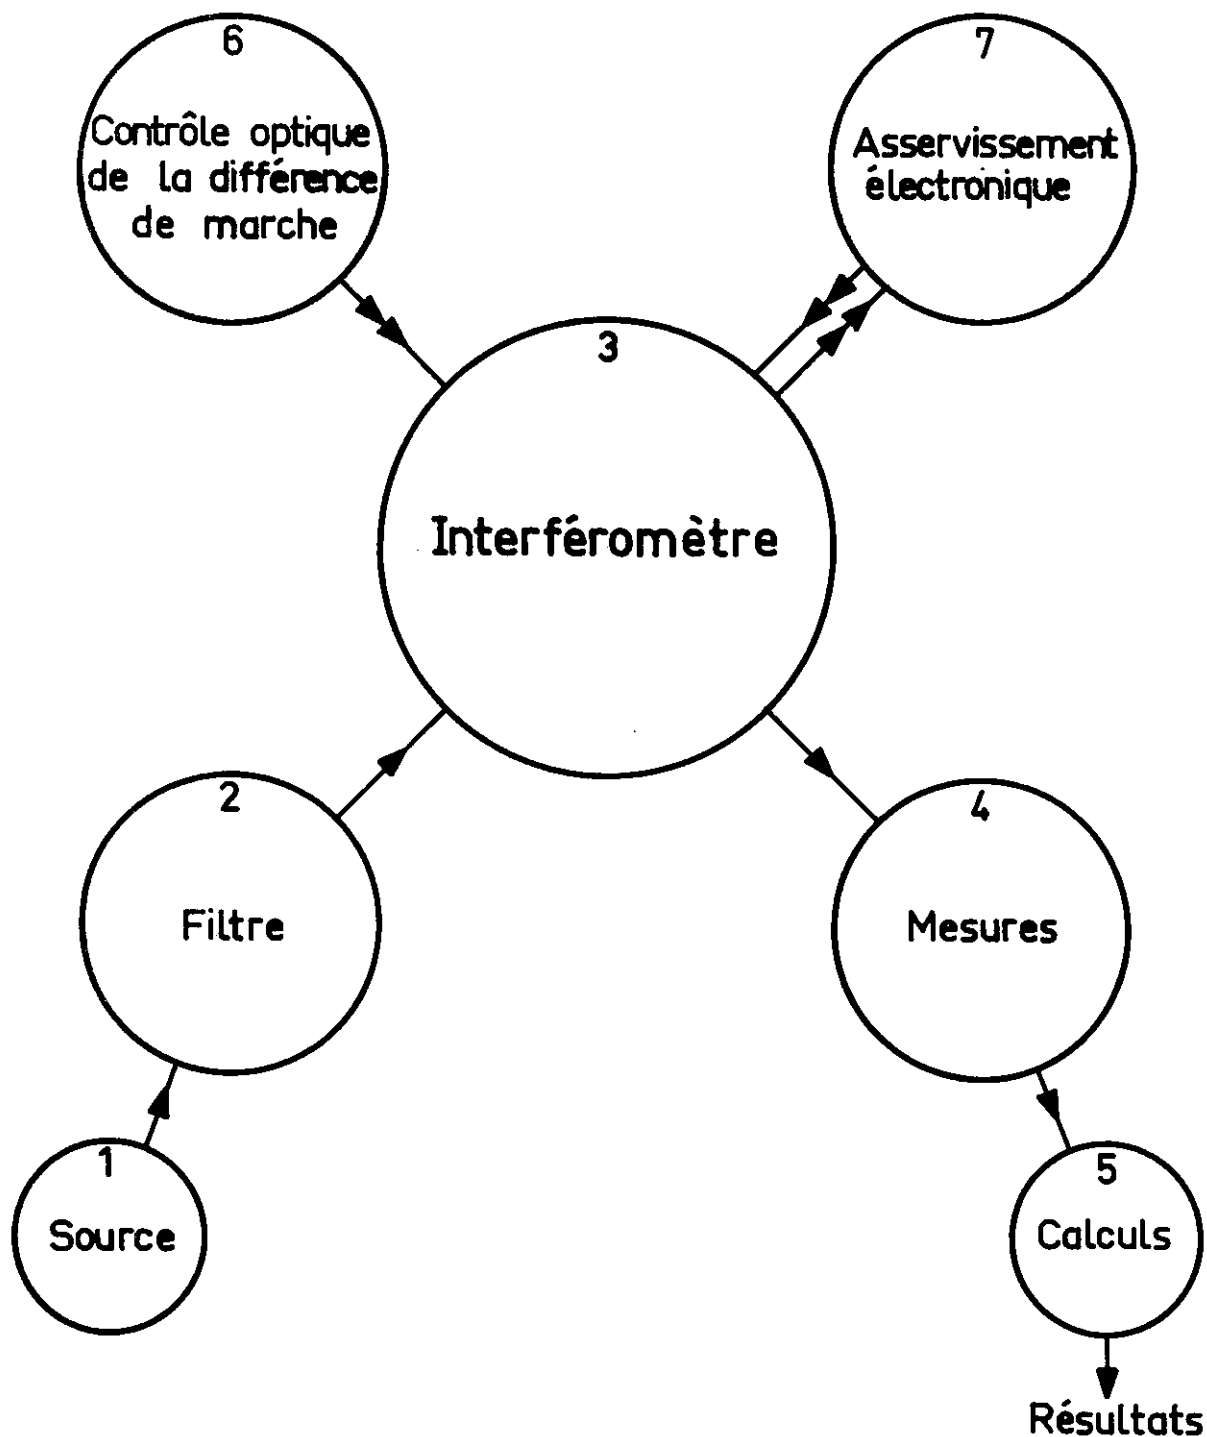 6
Contrôle optique
de la différence
de marche
7
Asservissement
électronique
3
Interféromètre
2
Filtre
4
Mesures
1
Source
5
Calculs
Résultats